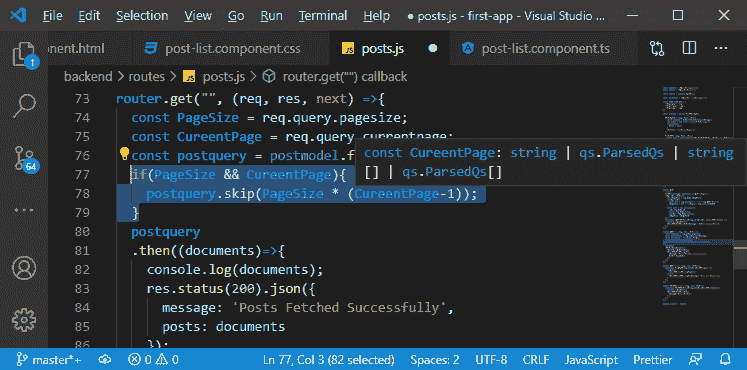 Edit Selection View Go Run Terminal Help ● posts.js - first-app - Visual Studio ...
onent.html post-list.component.css JS posts.js ● post-list.component.ts ...
backend > routes > JS posts.js > router.get("") callback
73 router.get("", (req, res, next) =>{
74 const PageSize = req.query.pagesize;
75 const CureentPage = req.query.currentpage;
76 const postquery = postmodel.f
const CureentPage: string | qs.ParsedQs | string
[] | qs.ParsedQs[]
77 if(PageSize && CureentPage){
78 postquery.skip(PageSize * (CureentPage-1));
79 }
80 postquery
81 .then((documents)=>{
82 console.log(documents);
83 res.status(200).json({
84 message: 'Posts Fetched Successfully',
85 posts: documents
86 });
1
64
master*+ 0 0 Ln 77, Col 3 (82 selected) Spaces: 2 UTF-8 CRLF JavaScript Prettier